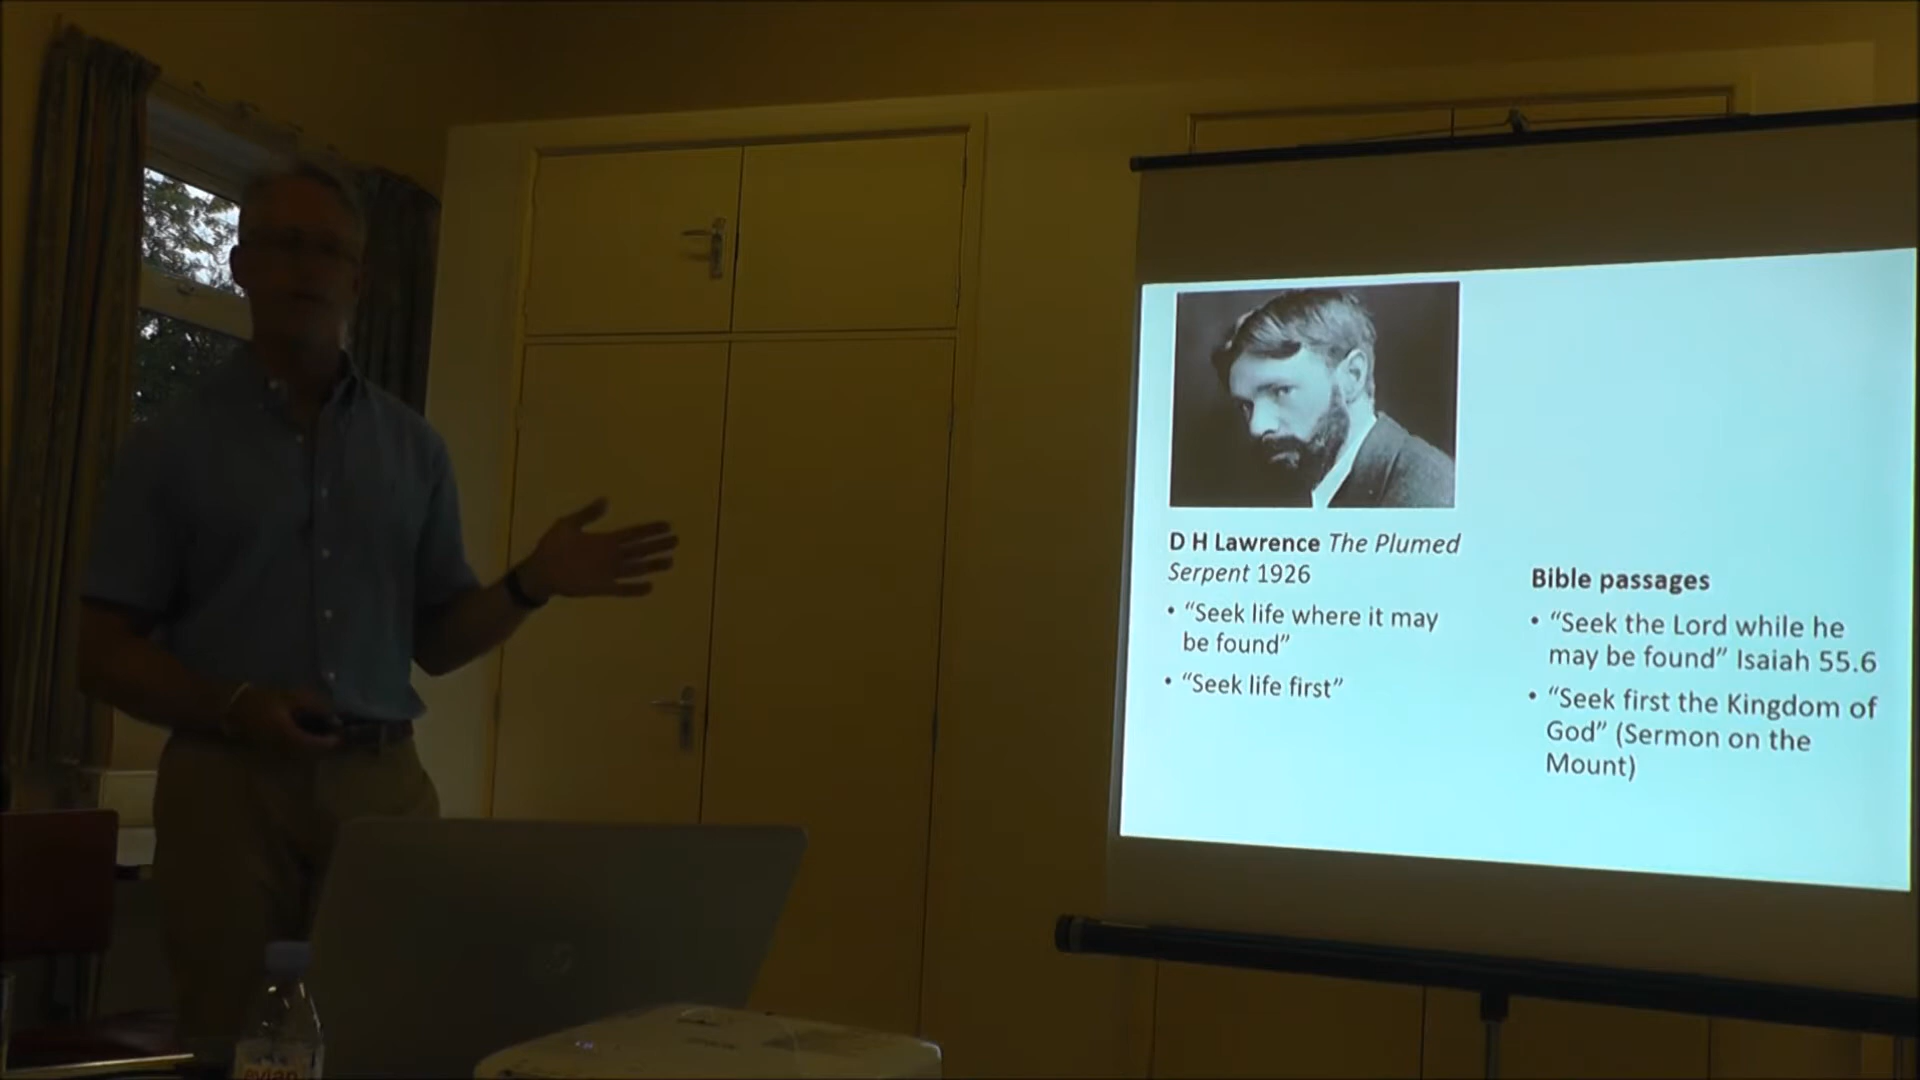 D H Lawrence The Plumed
Serpent 1926
• “Seek life where it may
be found”
• “Seek life first”
Bible passages
• “Seek the Lord while he
may be found” Isaiah 55.6
• “Seek first the Kingdom of
God” (Sermon on the
Mount)
evian